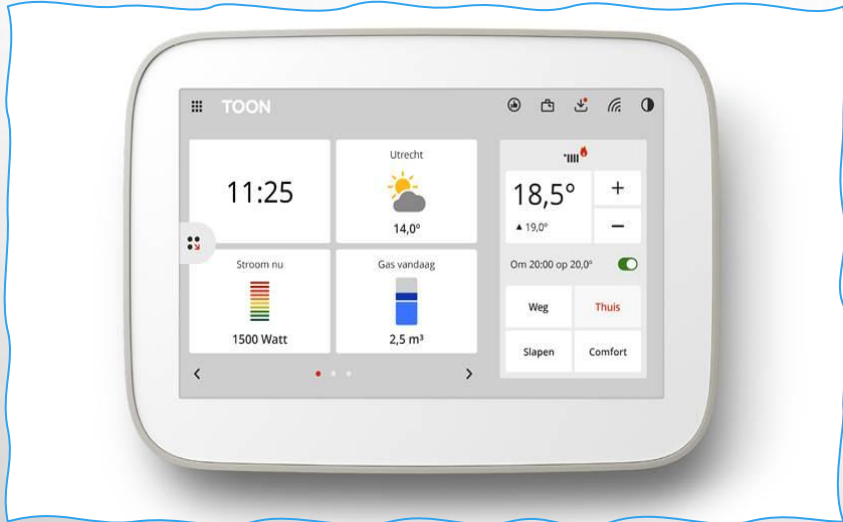 TOON
11:25
Utrecht
14,0°
Stroom nu
1500 Watt
Gas vandaag
2,5 m³
18,5°
+
▲ 19,0°
−
Om 20:00 op 20,0°
Weg
Thuis
Slapen
Comfort